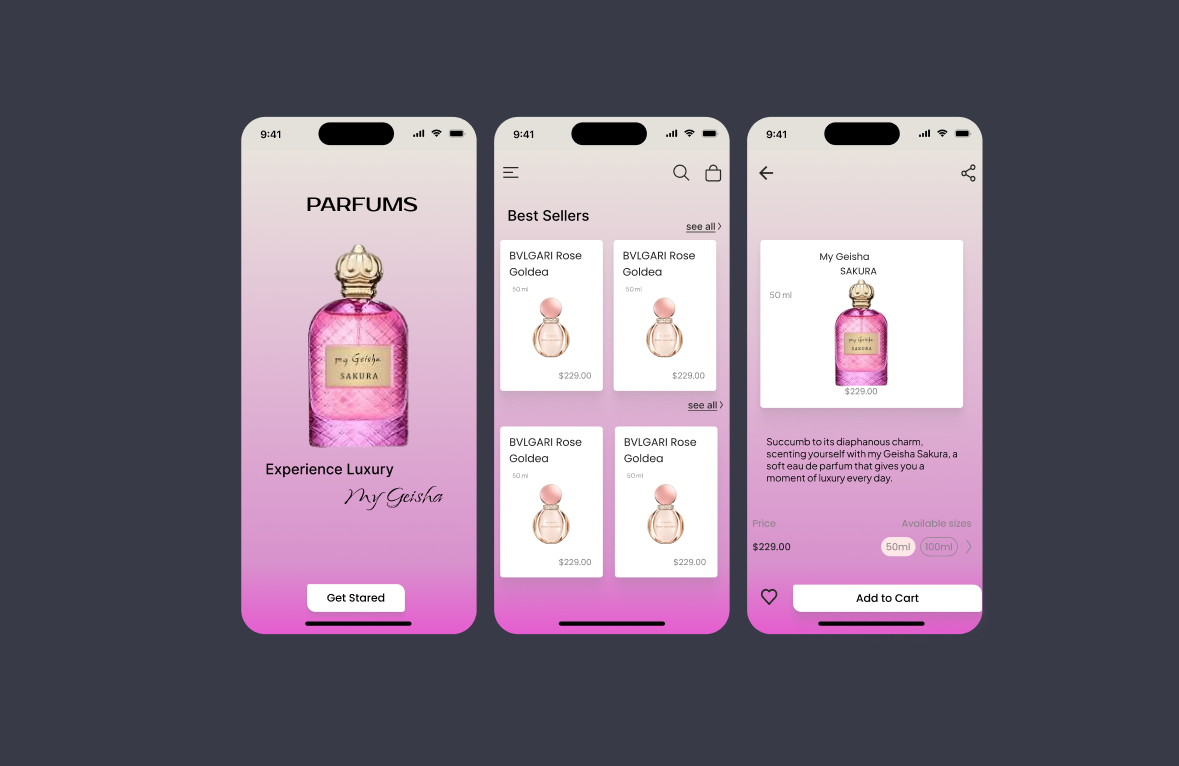 9:41
PARFUMS
my Geisha
SAKURA
Experience Luxury
My Geisha
Get Stared
9:41
Best Sellers
see all
BVLGARI Rose
Goldea
50 ml
$229.00
BVLGARI Rose
Goldea
50 ml
$229.00
see all
BVLGARI Rose
Goldea
50 ml
$229.00
BVLGARI Rose
Goldea
50 ml
$229.00
9:41
My Geisha
SAKURA
50 ml
my Geisha
SAKURA
$229.00
Succumb to its diaphanous charm,
scenting yourself with my Geisha Sakura, a
soft eau de parfum that gives you a
moment of luxury every day.
Price
Available sizes
$229.00
50ml
100ml
Add to Cart